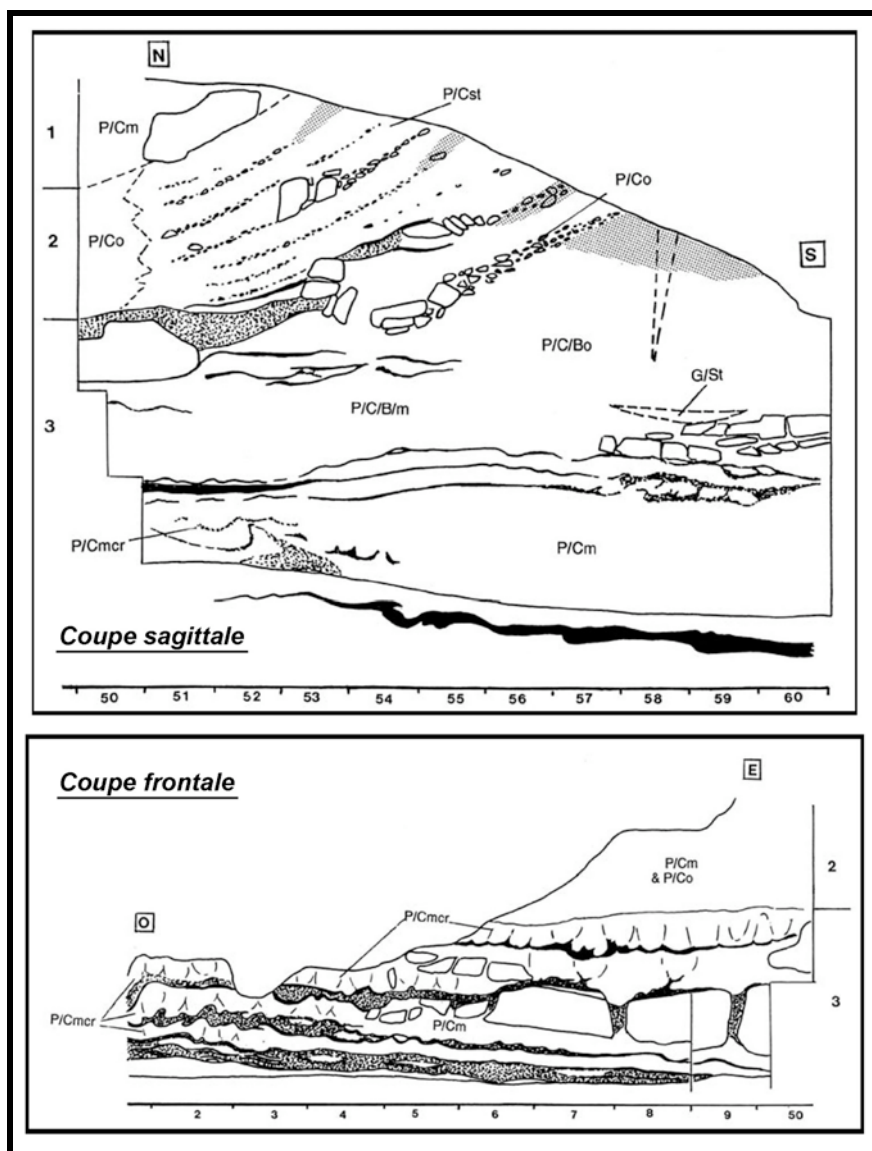 N
P/Cst
P/Cm
1
P/Co
P/Co
2
S
P/C/Bo
G/St
P/C/B/m
3
P/Cmcr
P/Cm
Coupe sagittale
50 51 52 53 54 55 56 57 58 59 60
Coupe frontale
E
P/Cm
& P/Co
2
P/Cmcr
O
3
P/Cmcr
P/Cm
2 3 4 5 6 7 8 9 50